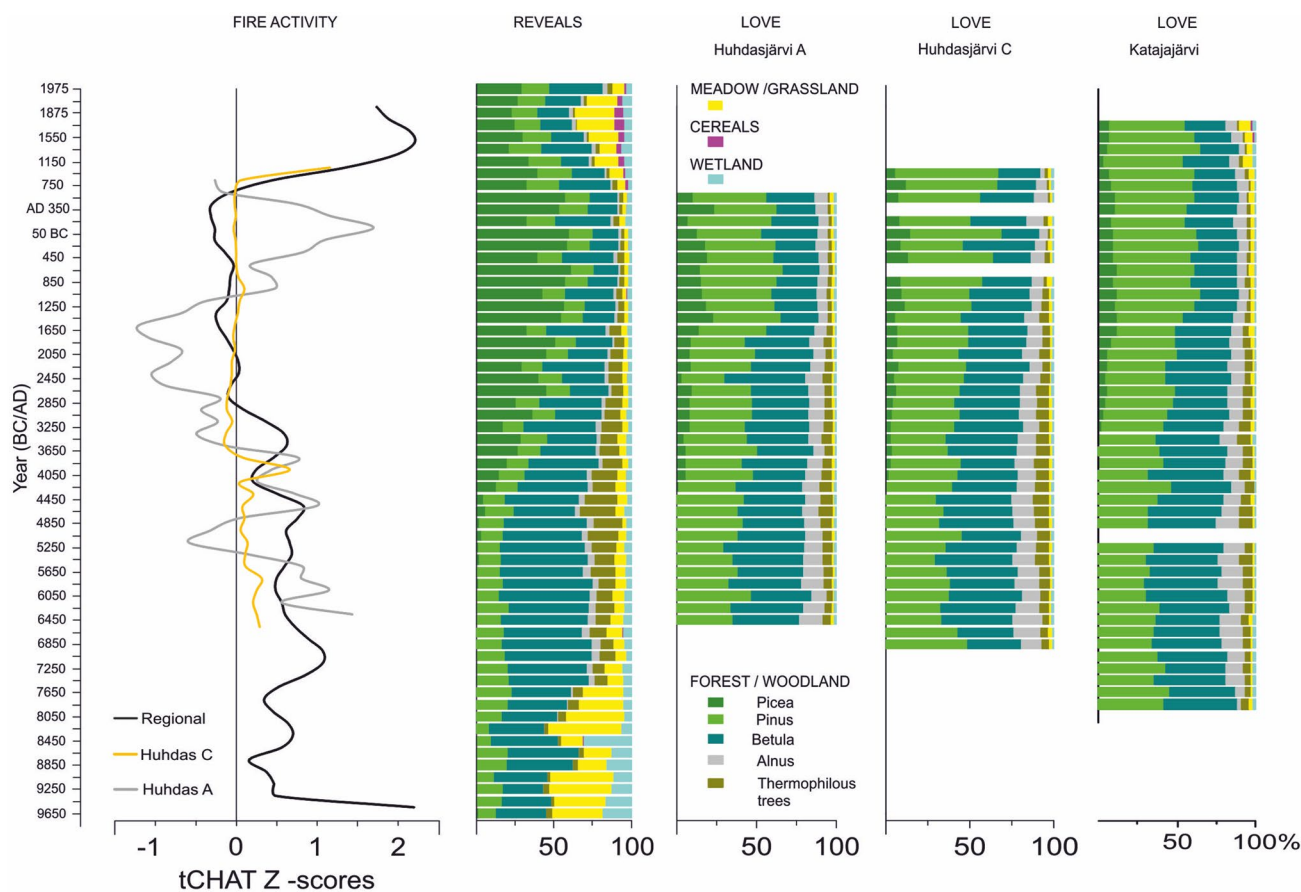 FIRE ACTIVITY
REVEALS
LOVE
Huhdasjärvi A
LOVE
Huhdasjärvi C
LOVE
Katajajärvi
Year (BC/AD)
1975
1875
1550
1150
750
AD 350
50 BC
450
850
1250
1650
2050
2450
2850
3250
3650
4050
4450
4850
5250
5650
6050
6450
6850
7250
7650
8050
8450
8850
9250
9650
Regional
Huhdas C
Huhdas A
-1 0 1 2
tCHAT Z -scores
0 50 100
MEADOW /GRASSLAND
CEREALS
WETLAND
FOREST / WOODLAND
Picea
Pinus
Betula
Alnus
Thermophilous
trees
50 100
50 100
50 100%